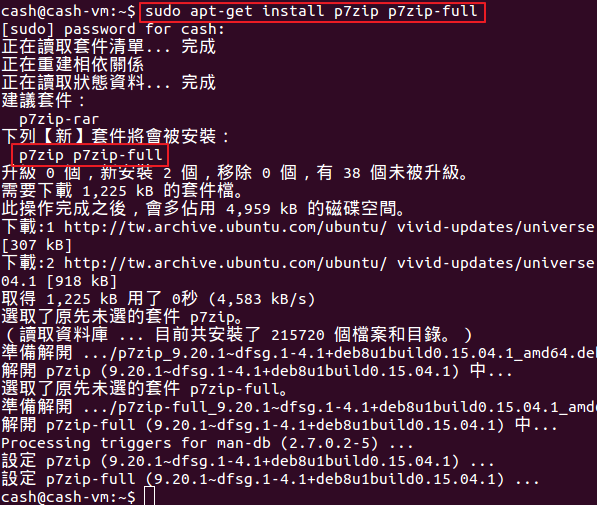 cash@cash-vm:~$ sudo apt-get install p7zip p7zip-full
[sudo] password for cash:
正在讀取套件清單... 完成
正在重建相依關係
正在讀取狀態資料... 完成
建議套件：
  p7zip-rar
下列【新】套件將會被安裝：
  p7zip p7zip-full
升級 0 個，新安裝 2 個，移除 0 個，有 38 個未被升級。
需要下載 1,225 kB 的套件檔。
此操作完成之後，會多佔用 4,959 kB 的磁碟空間。
下載:1 http://tw.archive.ubuntu.com/ubuntu/ vivid-updates/universe
[307 kB]
下載:2 http://tw.archive.ubuntu.com/ubuntu/ vivid-updates/universe
04.1 [918 kB]
取得 1,225 kB 用了 0秒 (4,583 kB/s)
選取了原先未選的套件 p7zip。
（讀取資料庫 ... 目前共安裝了 215720 個檔案和目錄。）
準備解開 .../p7zip_9.20.1~dfsg.1-4.1+deb8u1build0.15.04.1_amd64.deb
解開 p7zip (9.20.1~dfsg.1-4.1+deb8u1build0.15.04.1) 中...
選取了原先未選的套件 p7zip-full。
準備解開 .../p7zip-full_9.20.1~dfsg.1-4.1+deb8u1build0.15.04.1_amd
解開 p7zip-full (9.20.1~dfsg.1-4.1+deb8u1build0.15.04.1) 中...
Processing triggers for man-db (2.7.0.2-5) ...
設定 p7zip (9.20.1~dfsg.1-4.1+deb8u1build0.15.04.1) ...
設定 p7zip-full (9.20.1~dfsg.1-4.1+deb8u1build0.15.04.1) ...
cash@cash-vm:~$